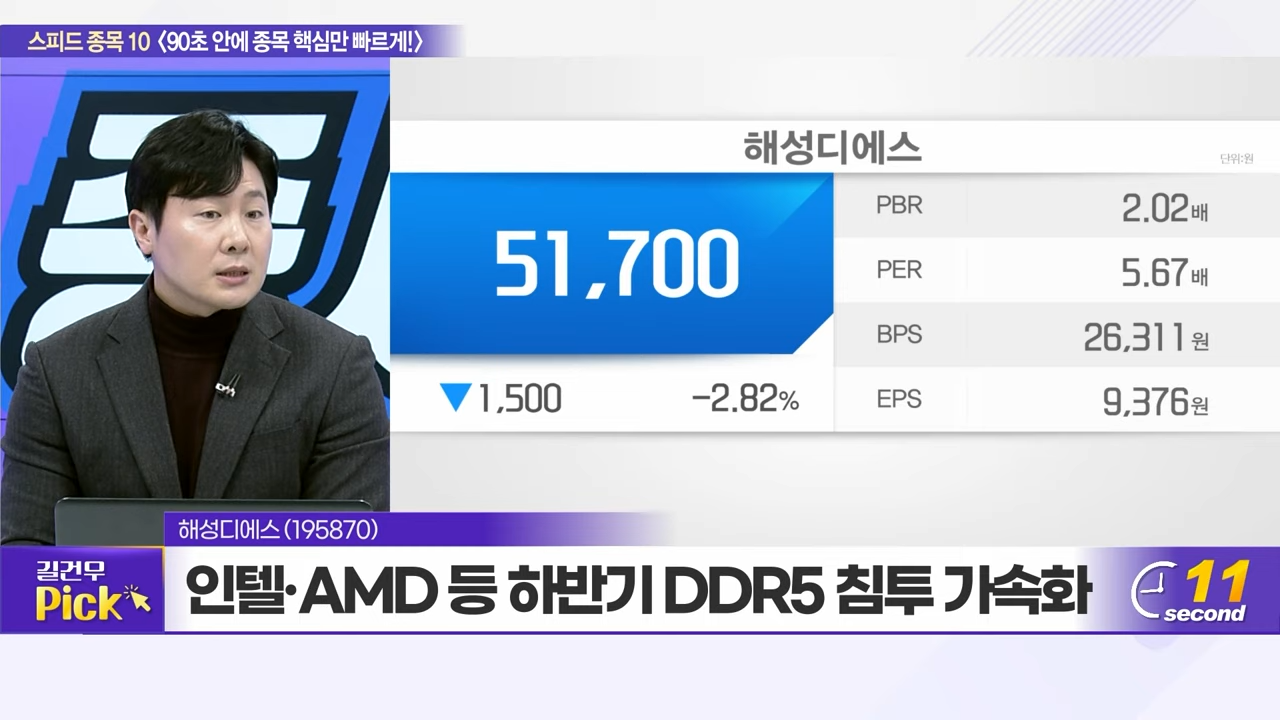 스피드 종목 10 <90초 안에 종목 핵심만 빠르게!>
해성디에스
단위:원
51,700
▼1,500 -2.82%
PBR 2.02배
PER 5.67배
BPS 26,311원
EPS 9,376원
해성디에스(195870)
길건무
Pick
인텔·AMD 등 하반기 DDR5 침투 가속화
11
second